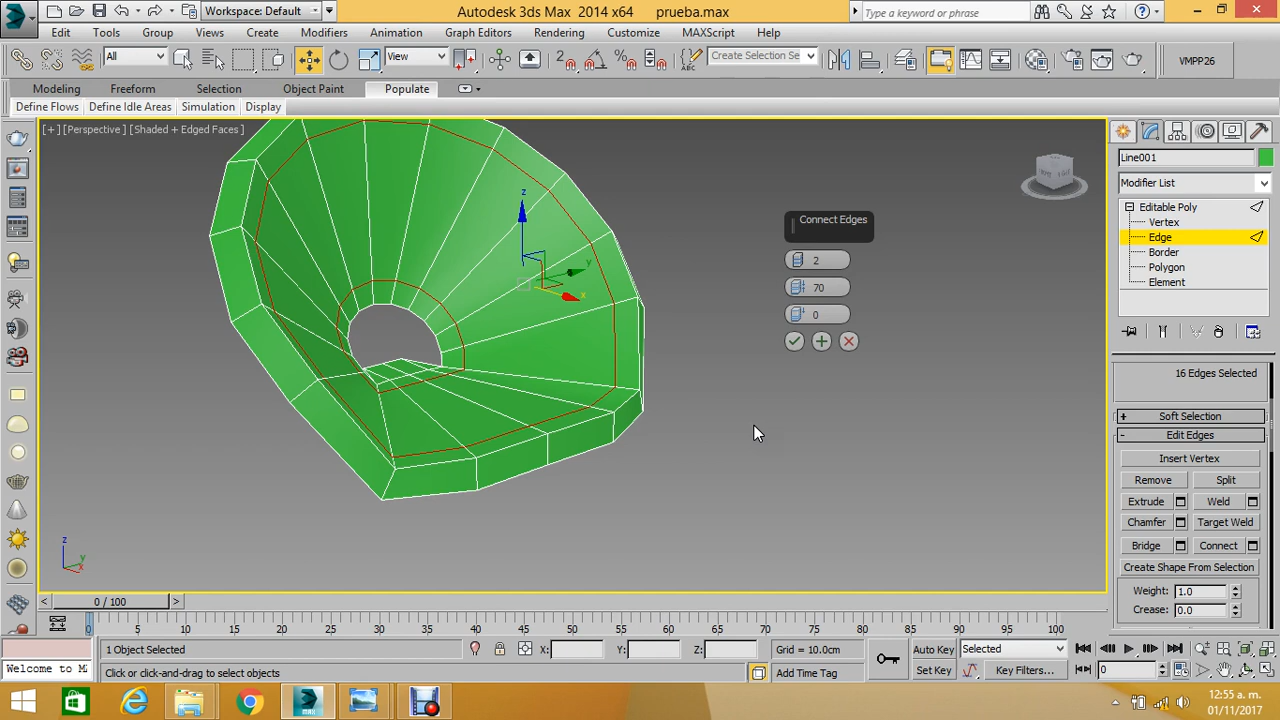 MAX
Workspace: Default
Autodesk 3ds Max 2014 x64 prueba.max
Type a keyword or phrase
Edit Tools Group Views Create Modifiers Animation Graph Editors Rendering Customize MAXScript Help
All
View
Create Selection Se
VMPP26
Modeling Freeform Selection Object Paint Populate
Define Flows Define Idle Areas Simulation Display
[+] [Perspective] [Shaded + Edged Faces]
z
y
x
Connect Edges
2
70
0
z
y
x
Line001
Modifier List
Editable Poly
Vertex
Edge
Border
Polygon
Element
16 Edges Selected
+ Soft Selection
- Edit Edges
Insert Vertex
Remove Split
Extrude Weld
Chamfer Target Weld
Bridge Connect
Create Shape From Selection
Weight: 1.0
Crease: 0.0
< 0 / 100 >
0 5 10 15 20 25 30 35 40 45 50 55 60 65 70 75 80 85 90 95 100
1 Object Selected X: Y: Z: Grid = 10.0cm Auto Key Selected
Welcome to M Click or click-and-drag to select objects Add Time Tag Set Key Key Filters... 0
12:55 a. m.
01/11/2017